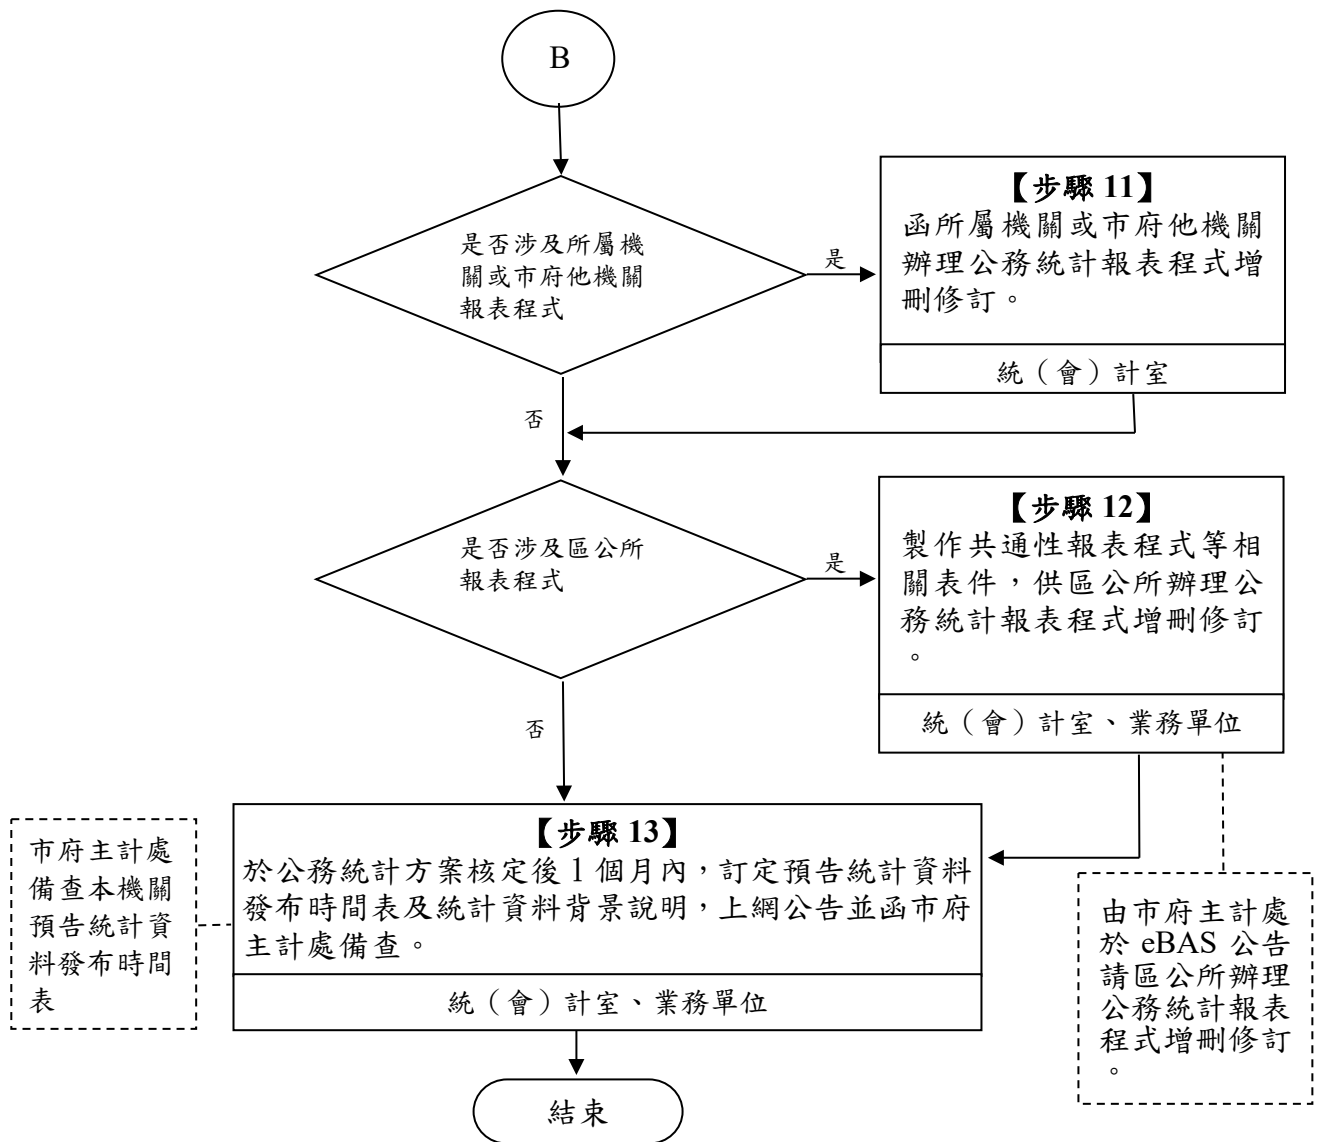 B
是否涉及所屬機
關或市府他機關
報表程式
是
【步驟 11】
函所屬機關或市府他機關
辦理公務統計報表程式增
刪修訂。
統（會）計室
否
是否涉及區公所
報表程式
是
【步驟 12】
製作共通性報表程式等相
關表件，供區公所辦理公
務統計報表程式增刪修訂
。
統（會）計室、業務單位
否
【步驟 13】
於公務統計方案核定後 1 個月內，訂定預告統計資料
發布時間表及統計資料背景說明，上網公告並函市府
主計處備查。
統（會）計室、業務單位
市府主計處
備查本機關
預告統計資
料發布時間
表
由市府主計處
於 eBAS 公告
請區公所辦理
公務統計報表
程式增刪修訂
。
結束